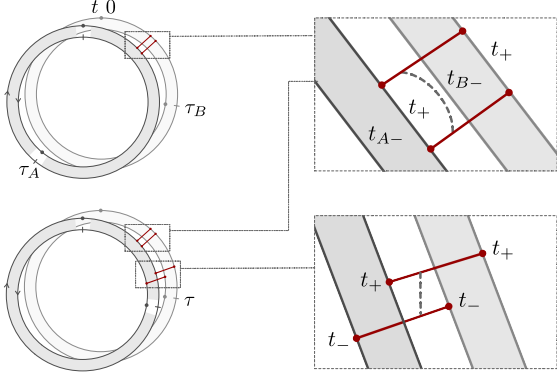 t 0
τ_B
τ_A
τ
t_+
t_{B-}
t_+
t_{A-}
t_+
t_+
t_-
t_-